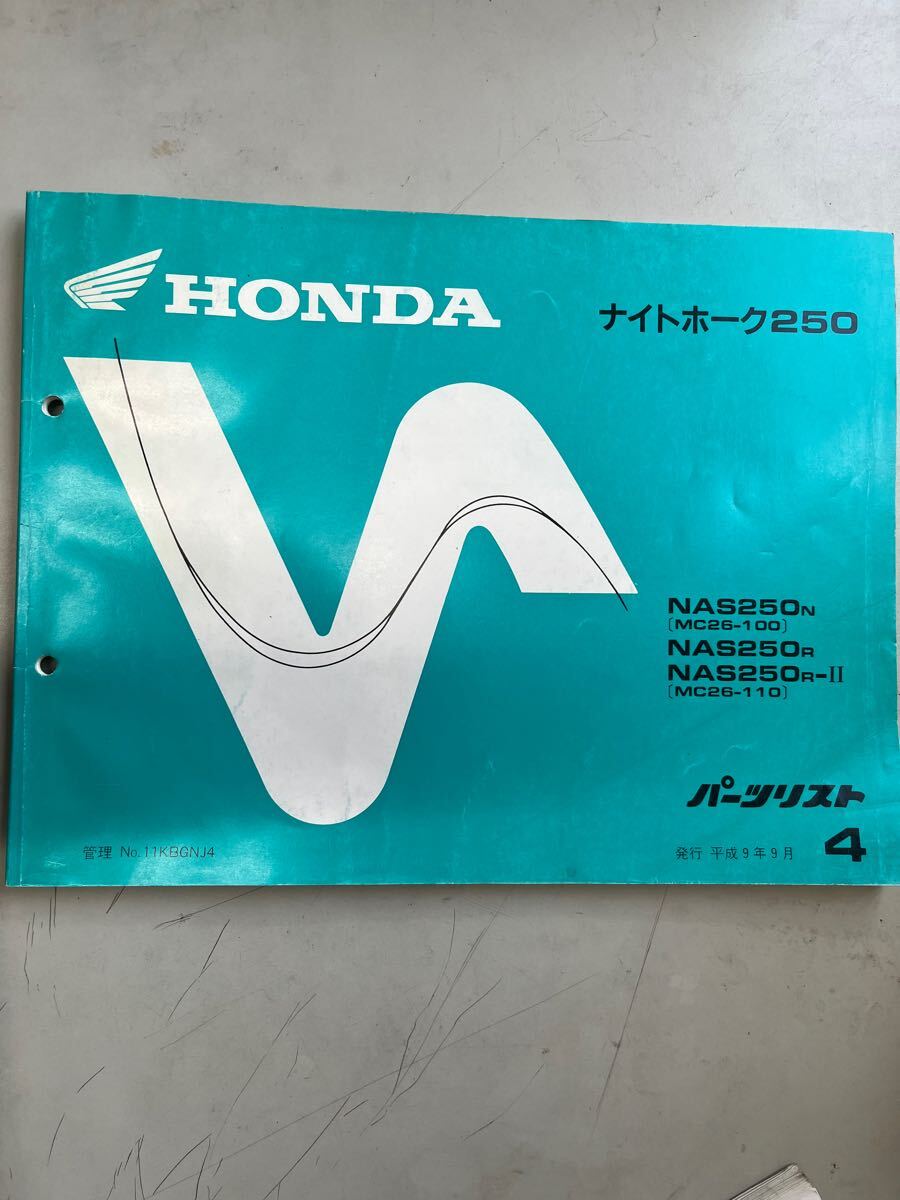 HONDA
ナイトホーク250
NAS250N
[MC26-100]
NAS250R
NAS250R-II
[MC26-110]
パーツリスト
管理 No.11KBGNJ4
発行 平成9年9月
4